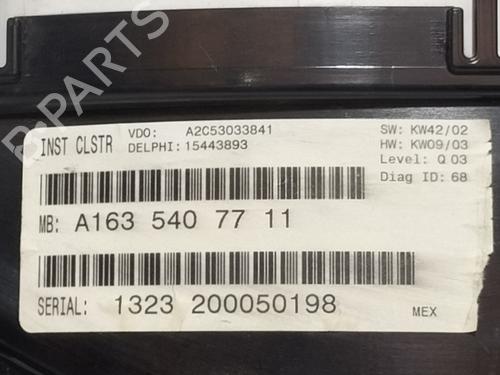 B-PARTS
INST CLSTR
VDO: A2C53033841
DELPHI: 15443893
SW: KW42/02
HW: KW09/03
Level: Q 03
Diag ID: 68
MB: A163 540 77 11
SERIAL: 1323 200050198
MEX